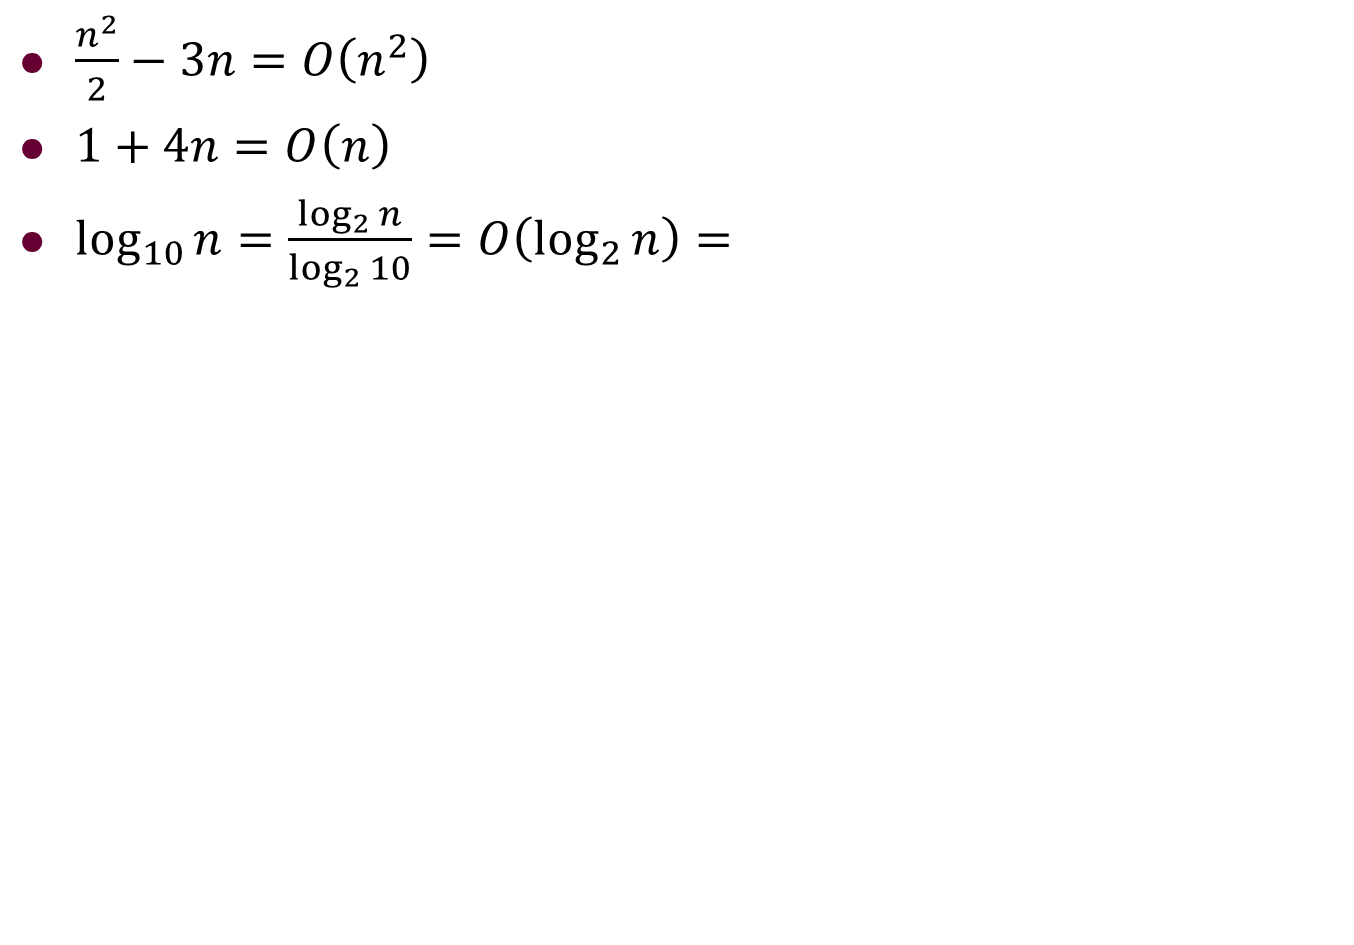 • n²/2 − 3n = O(n²)
• 1 + 4n = O(n)
• log₁₀ n = log₂ n / log₂ 10 = O(log₂ n) =